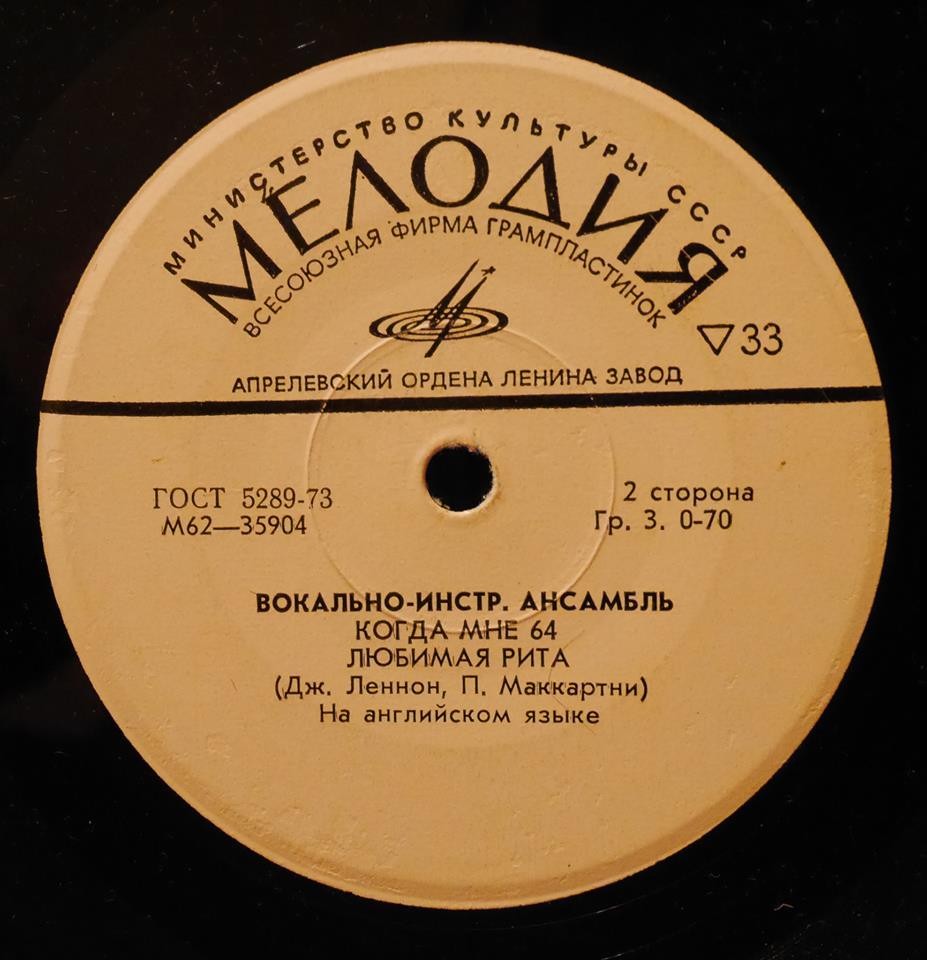 МИНИСТЕРСТВО КУЛЬТУРЫ СССР
МЕЛОДИЯ
ВСЕСОЮЗНАЯ ФИРМА ГРАМПЛАСТИНОК
33
АПРЕЛЕВСКИЙ ОРДЕНА ЛЕНИНА ЗАВОД
ГОСТ 5289-73
М62—35904
2 сторона
Гр. 3. 0-70
ВОКАЛЬНО-ИНСТР. АНСАМБЛЬ
КОГДА МНЕ 64
ЛЮБИМАЯ РИТА
(Дж. Леннон, П. Маккартни)
На английском языке